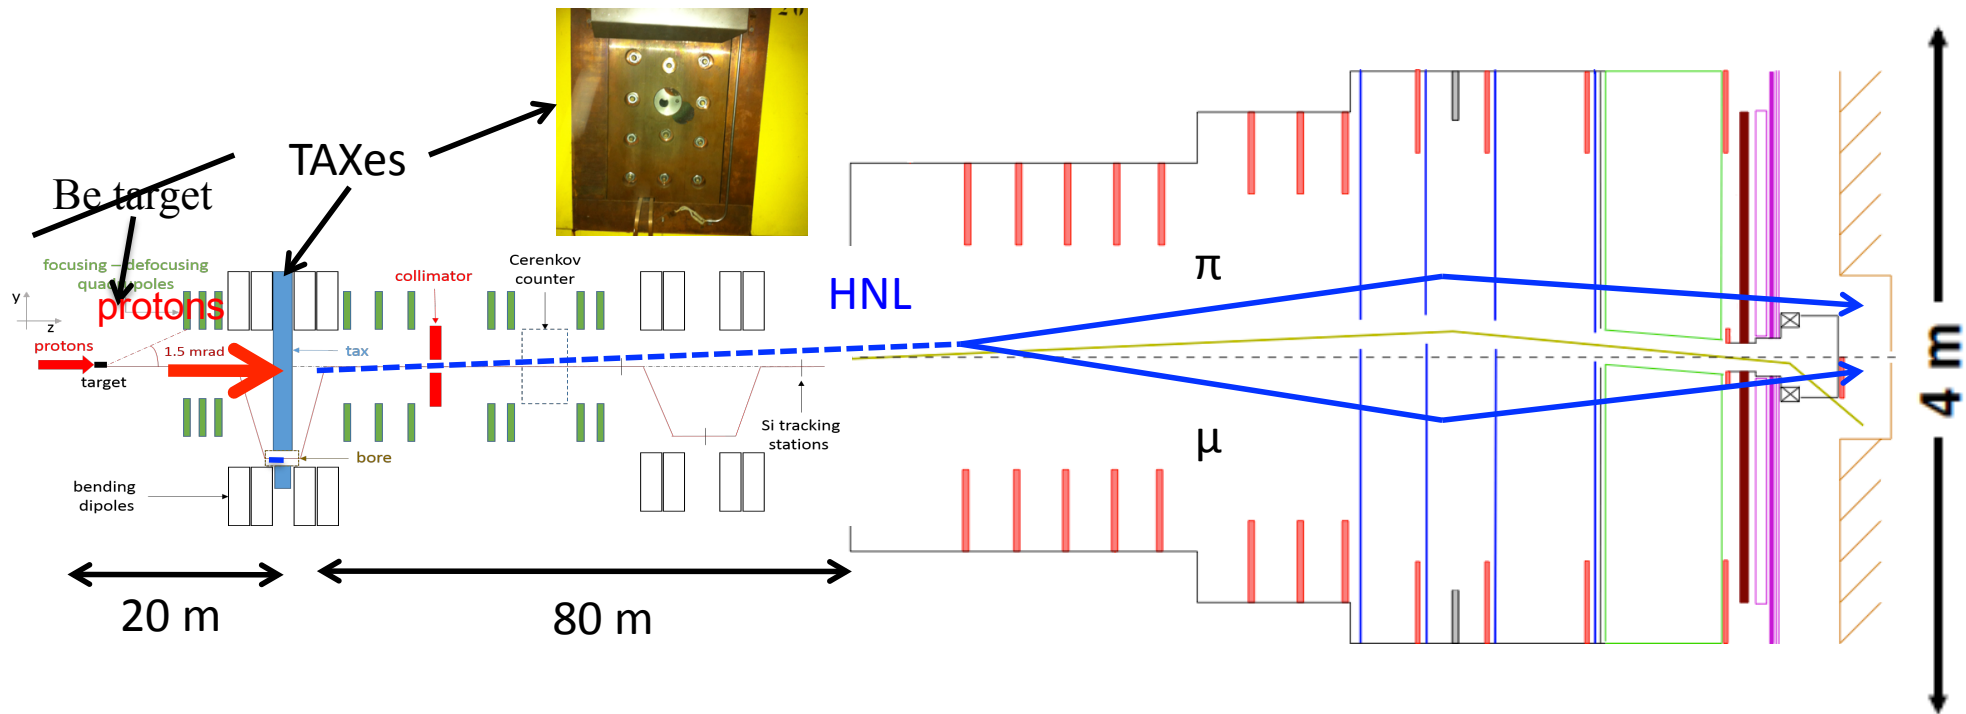 20
TAXes
Be target
focusing – defocusing
quadrupoles
protons
y
z
protons
1.5 mrad
target
tax
collimator
Cerenkov
counter
HNL
π
μ
Si tracking
stations
bore
bending
dipoles
20 m
80 m
4 m